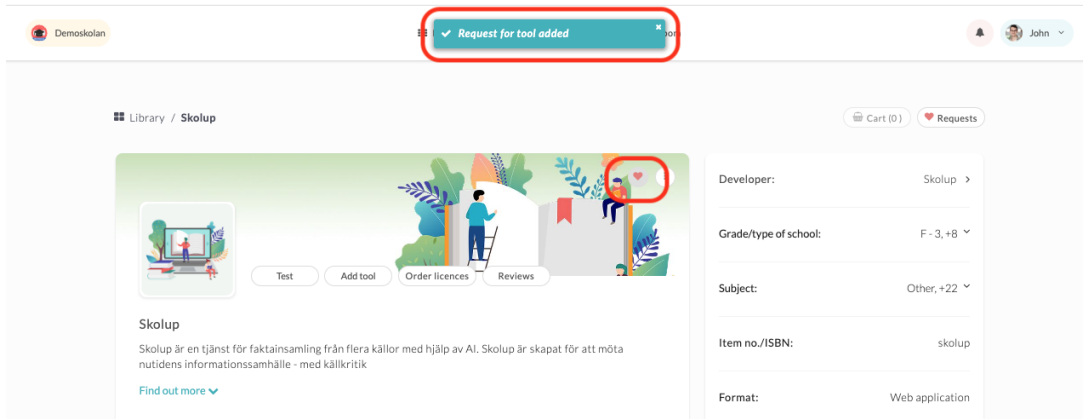 Demoskolan
Request for tool added
John
Library / Skolup
Cart (0)
Requests
Test
Add tool
Order licences
Reviews
Skolup
Skolup är en tjänst för faktainsamling från flera källor med hjälp av AI. Skolup är skapat för att möta
nutidens informationssamhälle - med källkritik
Find out more
Developer:
Skolup
Grade/type of school:
F - 3, +8
Subject:
Other, +22
Item no./ISBN:
skolup
Format:
Web application